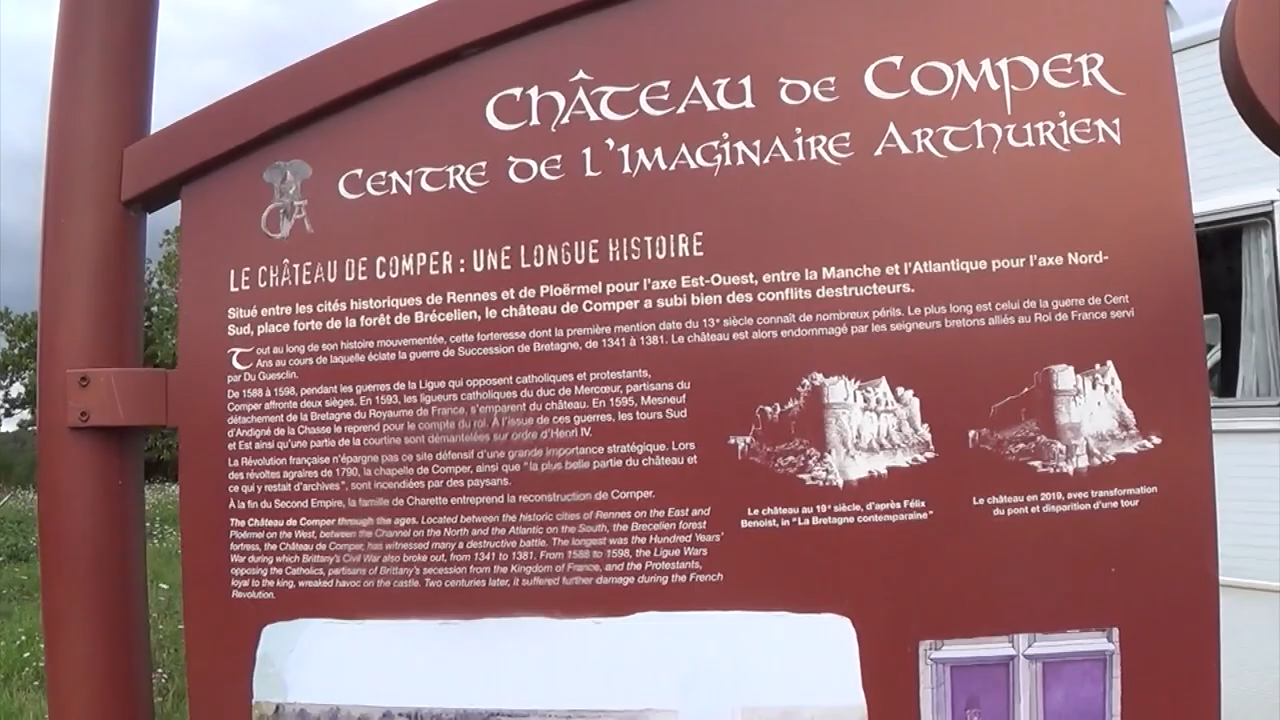 CHÂTEAU DE COMPER
CENTRE DE L'IMAGINAIRE ARTHURIEN
LE CHÂTEAU DE COMPER : UNE LONGUE HISTOIRE
Situé entre les cités historiques de Rennes et de Ploërmel pour l'axe Est-Ouest, entre la Manche et l'Atlantique pour l'axe Nord-
Sud, place forte de la forêt de Brécelien, le château de Comper a subi bien des conflits destructeurs.
Tout au long de son histoire mouvementée, cette forteresse dont la première mention date du 13e siècle connaît de nombreux périls. Le plus long est celui de la guerre de Cent
Ans au cours de laquelle éclate la guerre de Succession de Bretagne, de 1341 à 1381. Le château est alors endommagé par les seigneurs bretons alliés au Roi de France servi
par Du Guesclin.
De 1588 à 1598, pendant les guerres de la Ligue qui opposent catholiques et protestants,
Comper affronte deux sièges. En 1593, les ligueurs catholiques du duc de Mercœur, partisans du
détachement de la Bretagne du Royaume de France, s'emparent du château. En 1595, Mesneuf
d'Andigné de la Chasse le reprend pour le compte du roi. À l'issue de ces guerres, les tours Sud
et Est ainsi qu'une partie de la courtine sont démantelées sur ordre d'Henri IV.
La Révolution française n'épargne pas ce site défensif d'une grande importance stratégique. Lors
des révoltes agraires de 1790, la chapelle de Comper, ainsi que "la plus belle partie du château et
ce qui y restait d'archives", sont incendiées par des paysans.
À la fin du Second Empire, la famille de Charette entreprend la reconstruction de Comper.
The Château de Comper through the ages. Located between the historic cities of Rennes on the East and
Ploërmel on the West, between the Channel on the North and the Atlantic on the South, the Brecelien forest
fortress, the Château de Comper, has witnessed many a destructive battle. The longest was the Hundred Years'
War during which Brittany's Civil War also broke out, from 1341 to 1381. From 1588 to 1598, the Ligue Wars
opposing the Catholics, partisans of Brittany's secession from the Kingdom of France, and the Protestants,
loyal to the king, wreaked havoc on the castle. Two centuries later, it suffered further damage during the French
Revolution.
Le château au 19e siècle, d'après Félix
Benoist, in "La Bretagne contemporaine"
Le château en 2019, avec transformation
du pont et disparition d'une tour